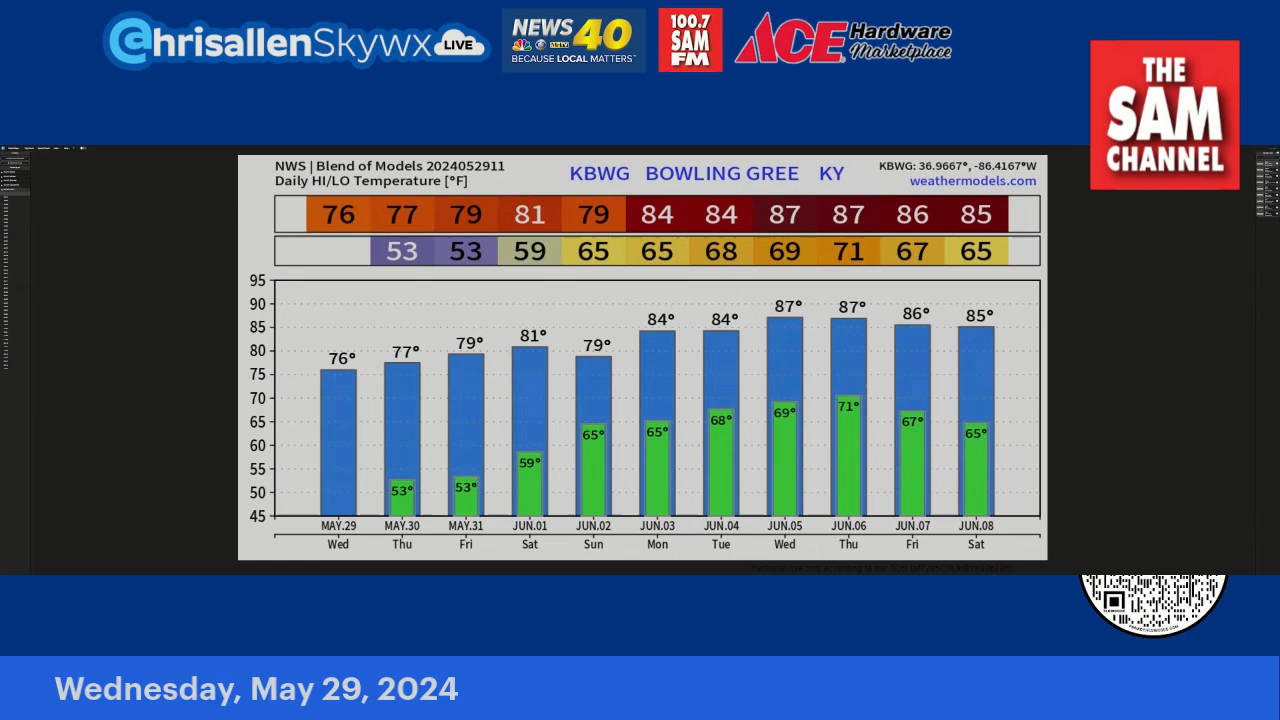 @hrisallenSkywx LIVE
NEWS 40
BECAUSE LOCAL MATTERS
100.7
SAM
FM
ACE Hardware
Marketplace
THE
SAM
CHANNEL
NWS | Blend of Models 2024052911
Daily HI/LO Temperature [°F]
KBWG BOWLING GREE KY
KBWG: 36.9667°, -86.4167°W
weathermodels.com
76 77 79 81 79 84 84 87 87 86 85
53 53 59 65 65 68 69 71 67 65
95
90
85
80
75
70
65
60
55
50
45
76° 77° 79° 81° 79° 84° 84° 87° 87° 86° 85°
53° 53° 59° 65° 65° 68° 69° 71° 67° 65°
MAY.29 MAY.30 MAY.31 JUN.01 JUN.02 JUN.03 JUN.04 JUN.05 JUN.06 JUN.07 JUN.08
Wed Thu Fri Sat Sun Mon Tue Wed Thu Fri Sat
Wednesday, May 29, 2024